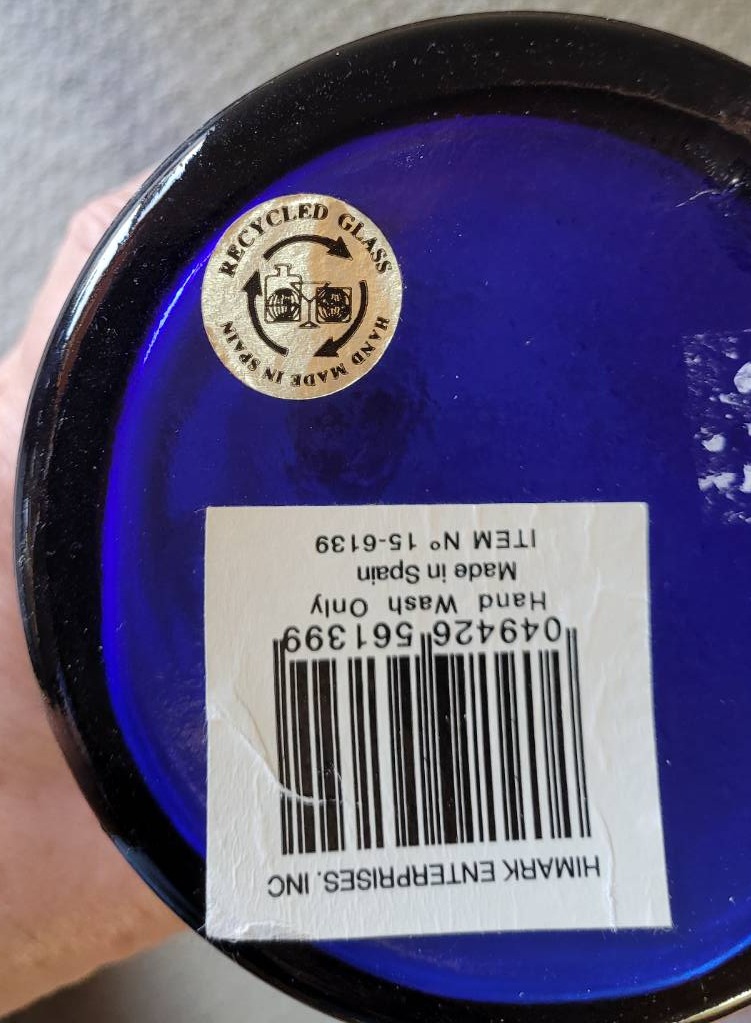 RECYCLED GLASS
HAND MADE IN SPAIN
HIMARK ENTERPRISES. INC
049426 561399
Hand Wash Only
Made in Spain
ITEM Nº 15-6139